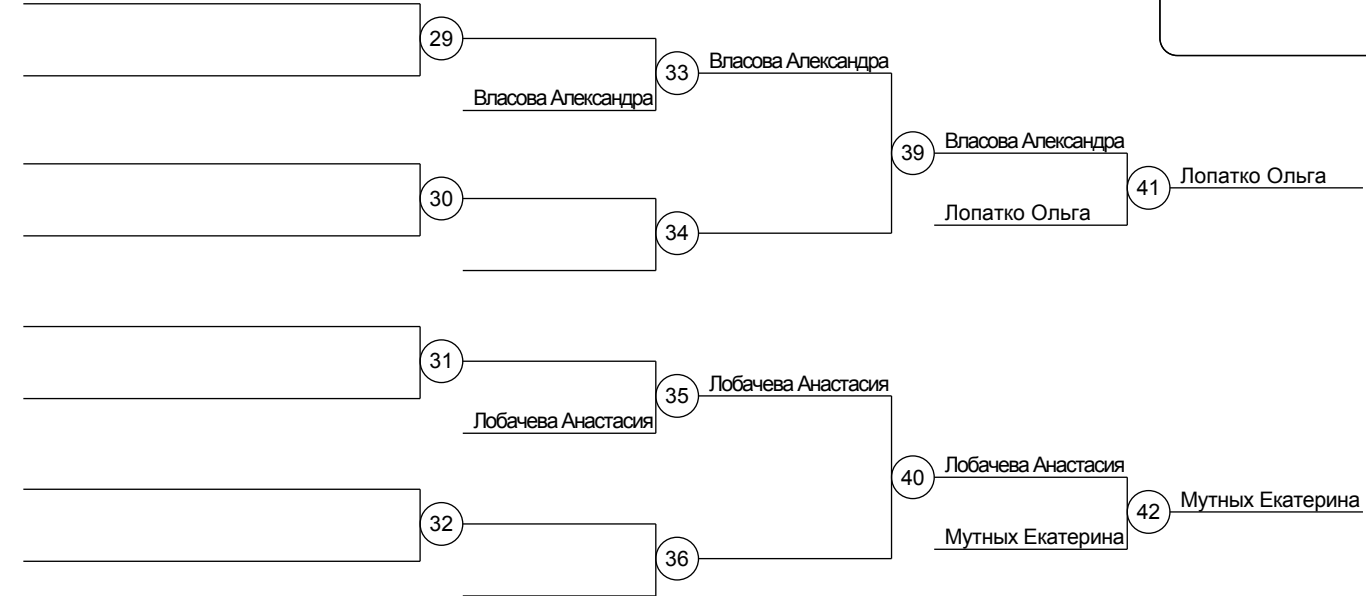 29
Власова Александра
33
Власова Александра
39
Власова Александра
41
Лопатко Ольга
Лопатко Ольга
30
34
31
Лобачева Анастасия
35
Лобачева Анастасия
40
Лобачева Анастасия
42
Мутных Екатерина
Мутных Екатерина
32
36